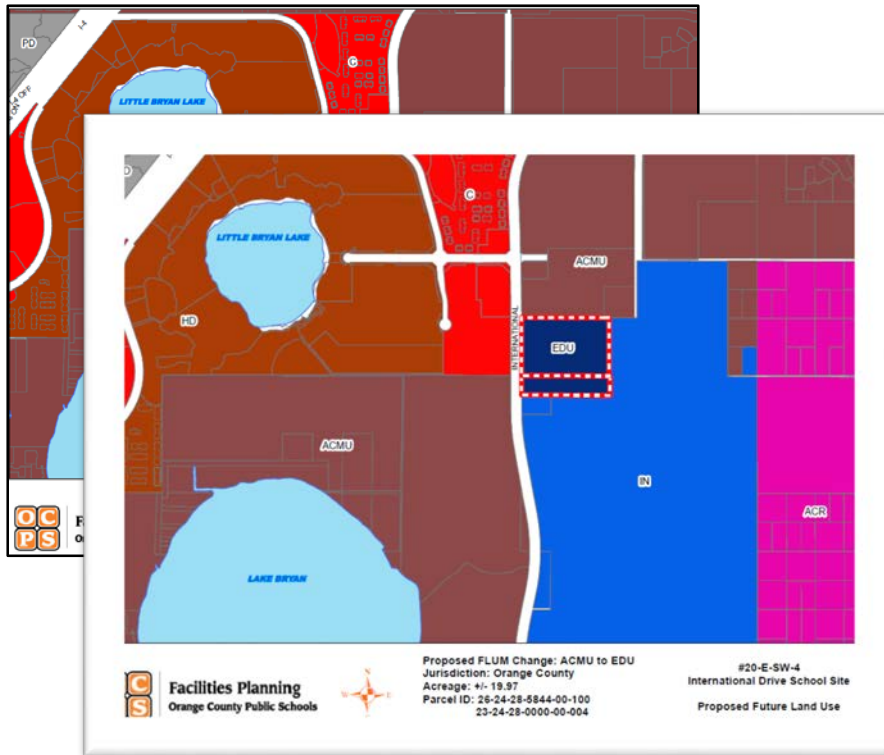 PD
I-4
I-4 OFF
ON
LITTLE BRYAN LAKE
C
O C
P S
D
C
LITTLE BRYAN LAKE
ACMU
HD
INTERNATIONAL
EDU
ACMU
IN
ACR
LAKE BRYAN
C
S
Facilities Planning
Orange County Public Schools
N
W E
S
Proposed FLUM Change: ACMU to EDU
Jurisdiction: Orange County
Acreage: +/- 19.97
Parcel ID: 26-24-28-5844-00-100
23-24-28-0000-00-004
#20-E-SW-4
International Drive School Site
Proposed Future Land Use